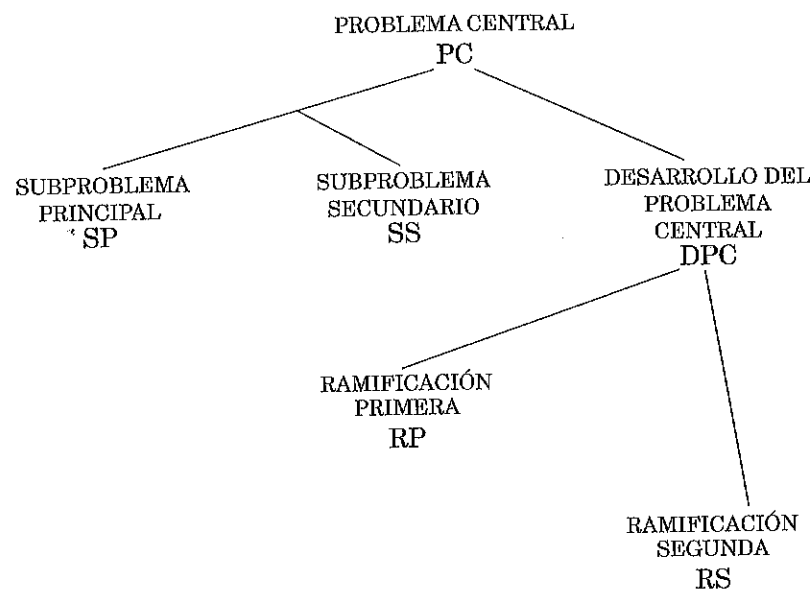 PROBLEMA CENTRAL
PC
SUBPROBLEMA
PRINCIPAL
SP
SUBPROBLEMA
SECUNDARIO
SS
DESARROLLO DEL
PROBLEMA
CENTRAL
DPC
RAMIFICACIÓN
PRIMERA
RP
RAMIFICACIÓN
SEGUNDA
RS